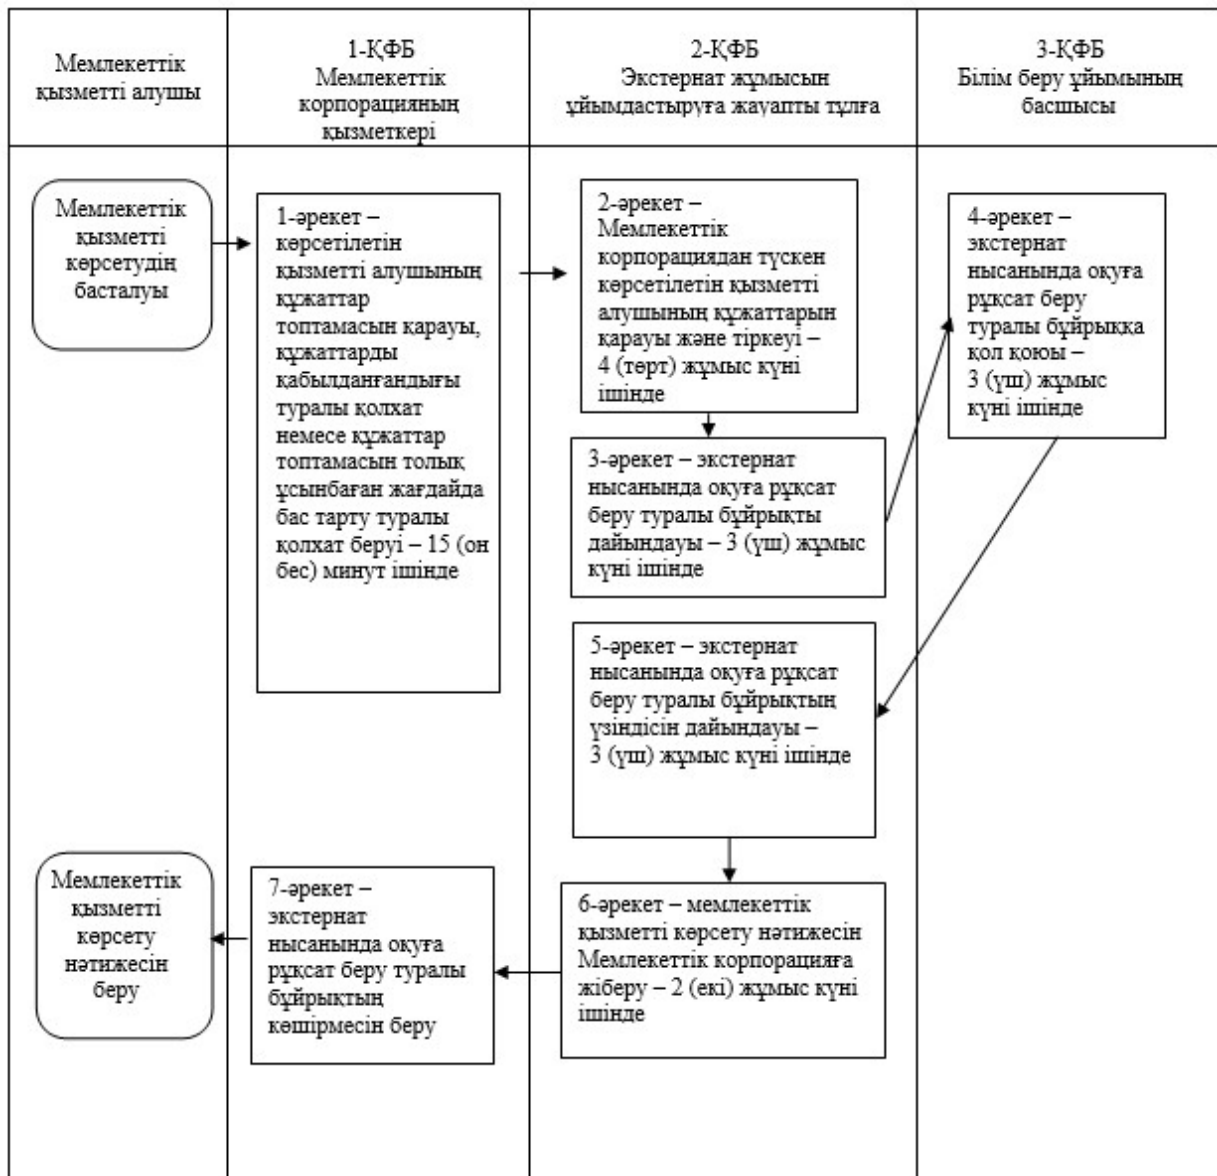 Мемлекеттік
қызметті алушы
1-ҚФБ
Мемлекеттік
корпорацияның
қызметкері
2-ҚФБ
Экстернат жұмысын
ұйымдастыруға жауапты тұлға
3-ҚФБ
Білім беру ұйымының
басшысы
Мемлекеттік
қызметті
көрсетудің
басталуы
1-әрекет –
көрсетілетін
қызметті алушының
құжаттар
топтамасын қарауы,
құжаттарды
қабылданғандығы
туралы қолхат
немесе құжаттар
топтамасын толық
ұсынбаған жағдайда
бас тарту туралы
қолхат беруі – 15 (он
бес) минут ішінде
2-әрекет –
Мемлекеттік
корпорациядан түскен
көрсетілетін қызметті
алушының құжаттарын
қарауы және тіркеуі –
4 (төрт) жұмыс күні
ішінде
3-әрекет – экстернат
нысанында оқуға рұқсат
беру туралы бұйрықты
дайындауы – 3 (үш) жұмыс
күні ішінде
4-әрекет –
экстернат
нысанында оқуға
рұқсат беру
туралы бұйрыққа
қол қоюы –
3 (үш) жұмыс
күні ішінде
5-әрекет – экстернат
нысанында оқуға рұқсат
беру туралы бұйрықтың
үзіндісін дайындауы –
3 (үш) жұмыс күні ішінде
6-әрекет – мемлекеттік
қызметті көрсету нәтижесін
Мемлекеттік корпорацияға
жіберу – 2 (екі) жұмыс күні
ішінде
7-әрекет –
экстернат
нысанында оқуға
рұқсат беру туралы
бұйрықтың
көшірмесін беру
Мемлекеттік
қызметті
көрсету
нәтижесін
беру